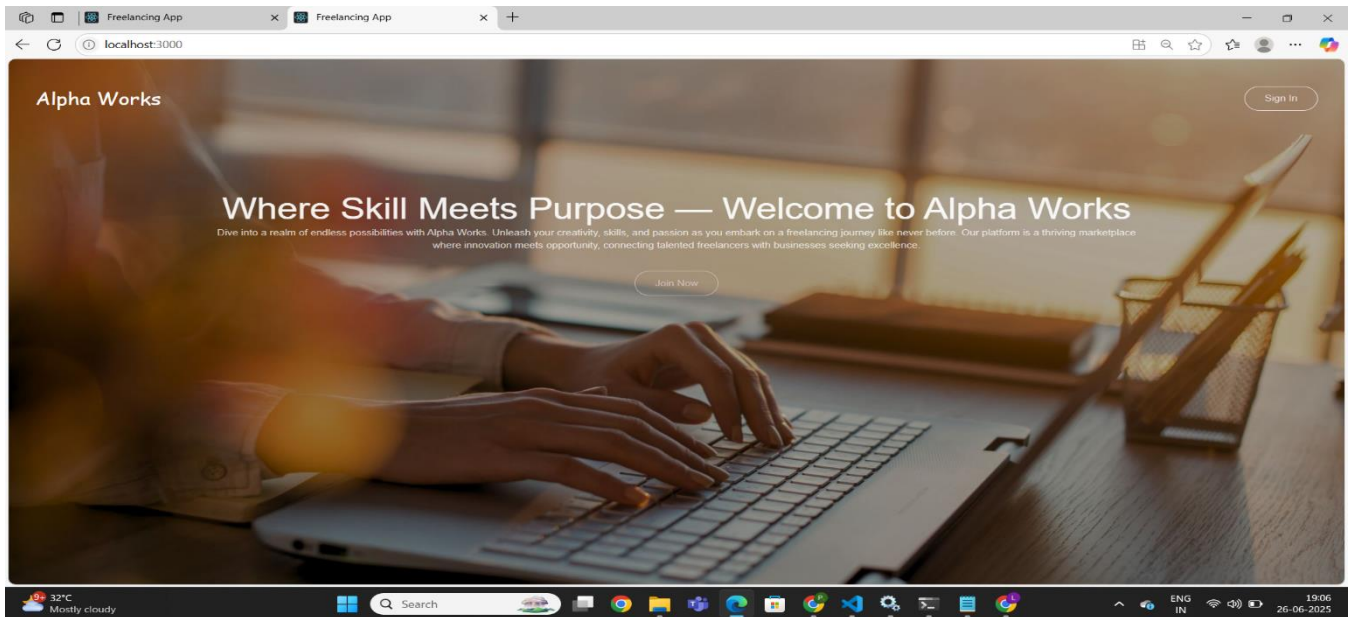 Freelancing App
Freelancing App
localhost:3000
Alpha Works
Sign In
Where Skill Meets Purpose — Welcome to Alpha Works
Dive into a realm of endless possibilities with Alpha Works. Unleash your creativity, skills, and passion as you embark on a freelancing journey like never before. Our platform is a thriving marketplace
where innovation meets opportunity, connecting talented freelancers with businesses seeking excellence.
Join Now
9+
32°C
Mostly cloudy
Search
ENG
IN
19:06
26-06-2025